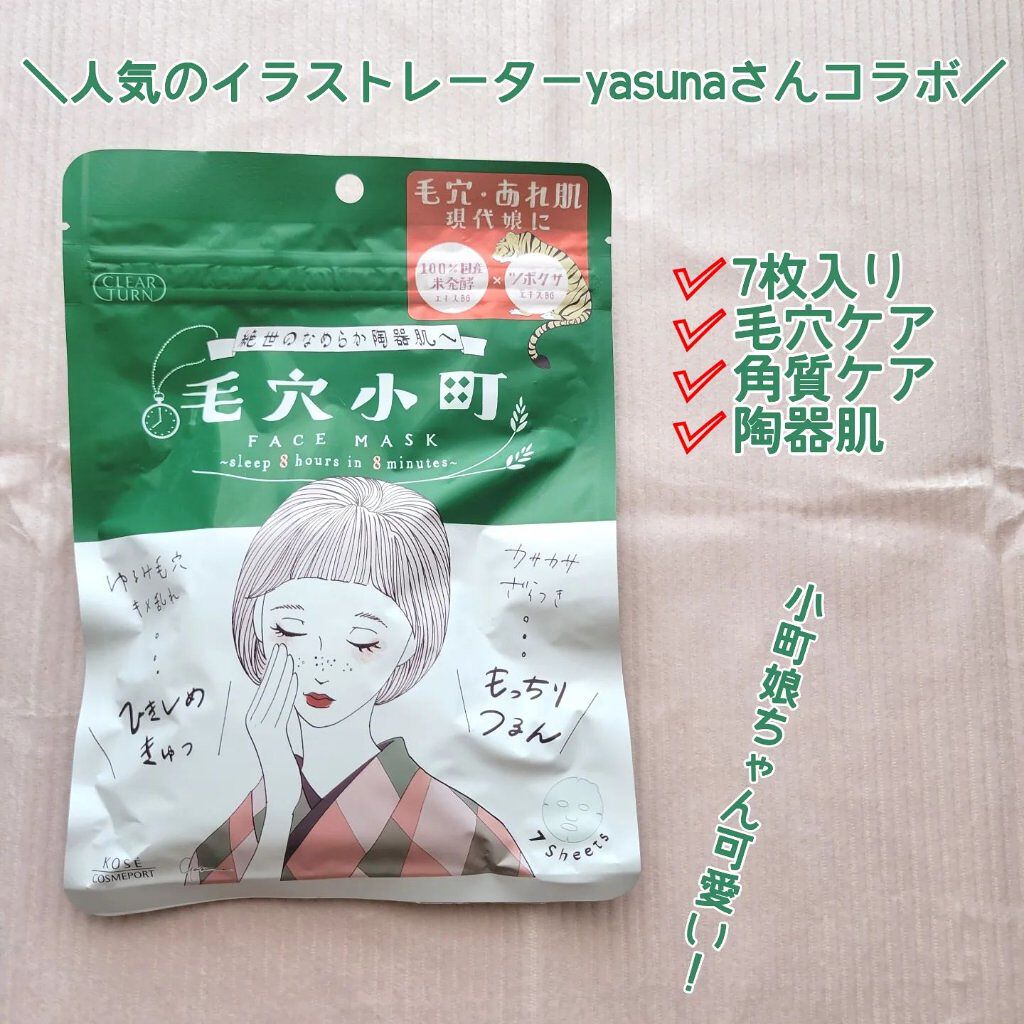 ＼人気のイラストレーターyasunaさんコラボ／
毛穴・あれ肌
現代娘に
100%国産
米発酵
エキスBG
×
ツボクサ
エキスBG
CLEAR
TURN
絶世のなめらか陶器肌へ
毛穴小町
FACE MASK
~sleep 8 hours in 8 minutes~
7枚入り
毛穴ケア
角質ケア
陶器肌
ゆるみ毛穴
キメ乱れ
ひきしめ
きゅっ
カサカサ
ざらつき
もっちり
つるん
7 Sheets
KOSÉ
COSMEPORT
小町娘ちゃん可愛い！